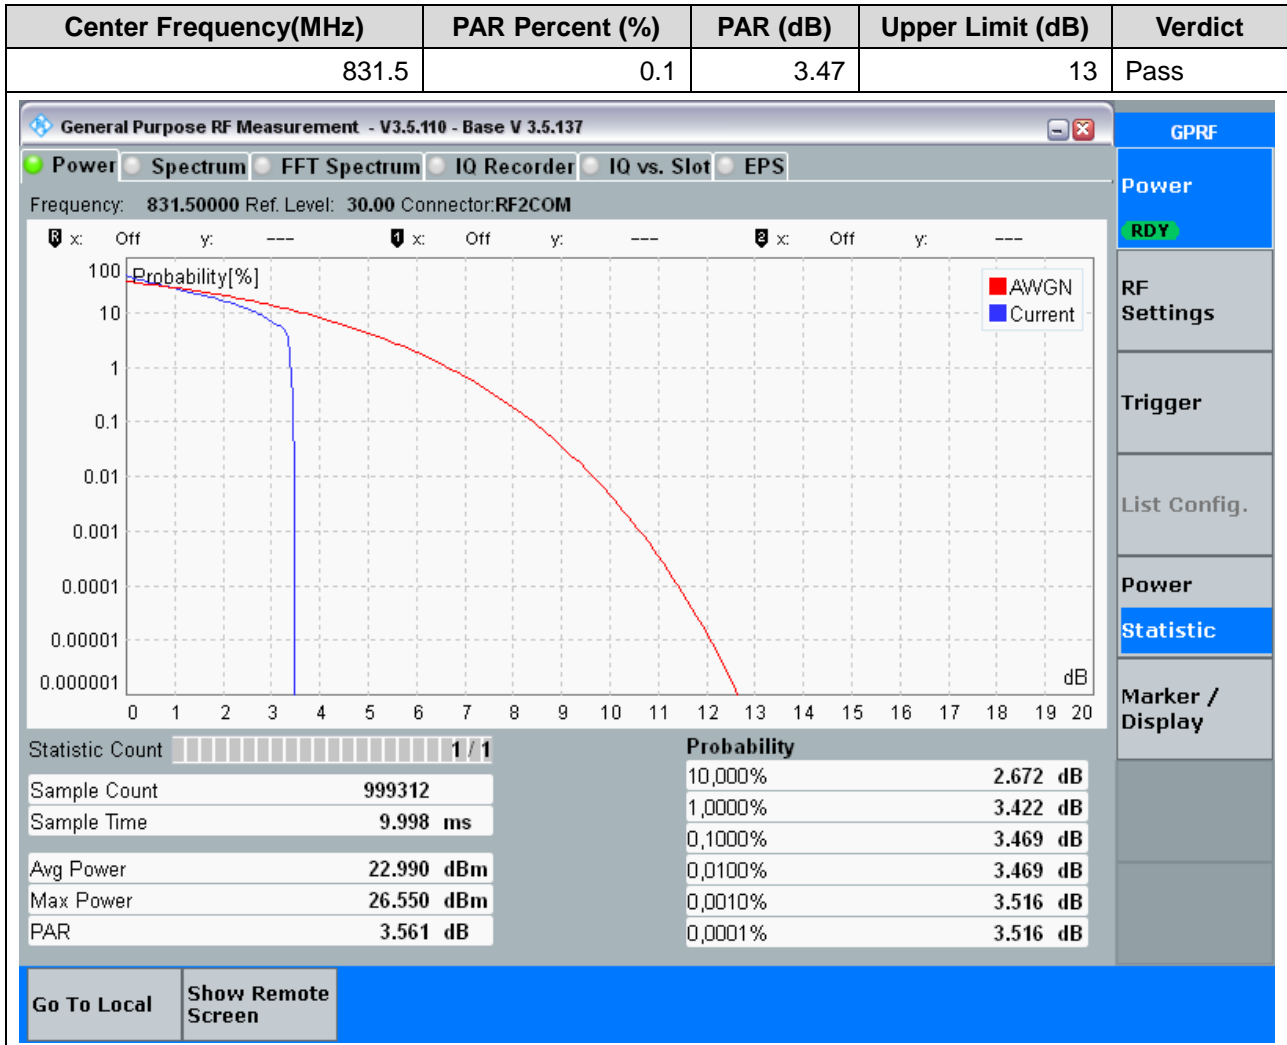 Center Frequency(MHz) PAR Percent (%) PAR (dB) Upper Limit (dB) Verdict
831.5 0.1 3.47 13 Pass
General Purpose RF Measurement - V3.5.110 - Base V 3.5.137
GPRF
Power Spectrum FFT Spectrum IQ Recorder IQ vs. Slot EPS
Power
RDY
Frequency: 831.50000 Ref. Level: 30.00 Connector:RF2COM
R x: Off y: --- 1 x: Off y: --- 2 x: Off y: ---
100 Probability[%]
AWGN
Current
10
1
0.1
0.01
0.001
0.0001
0.00001
0.000001
dB
0 1 2 3 4 5 6 7 8 9 10 11 12 13 14 15 16 17 18 19 20
RF
Settings
Trigger
List Config.
Power
Statistic
Marker /
Display
Statistic Count 1 / 1
Sample Count 999312
Sample Time 9.998 ms
Avg Power 22.990 dBm
Max Power 26.550 dBm
PAR 3.561 dB
Probability
10,000% 2.672 dB
1,0000% 3.422 dB
0,1000% 3.469 dB
0,0100% 3.469 dB
0,0010% 3.516 dB
0,0001% 3.516 dB
Go To Local
Show Remote
Screen